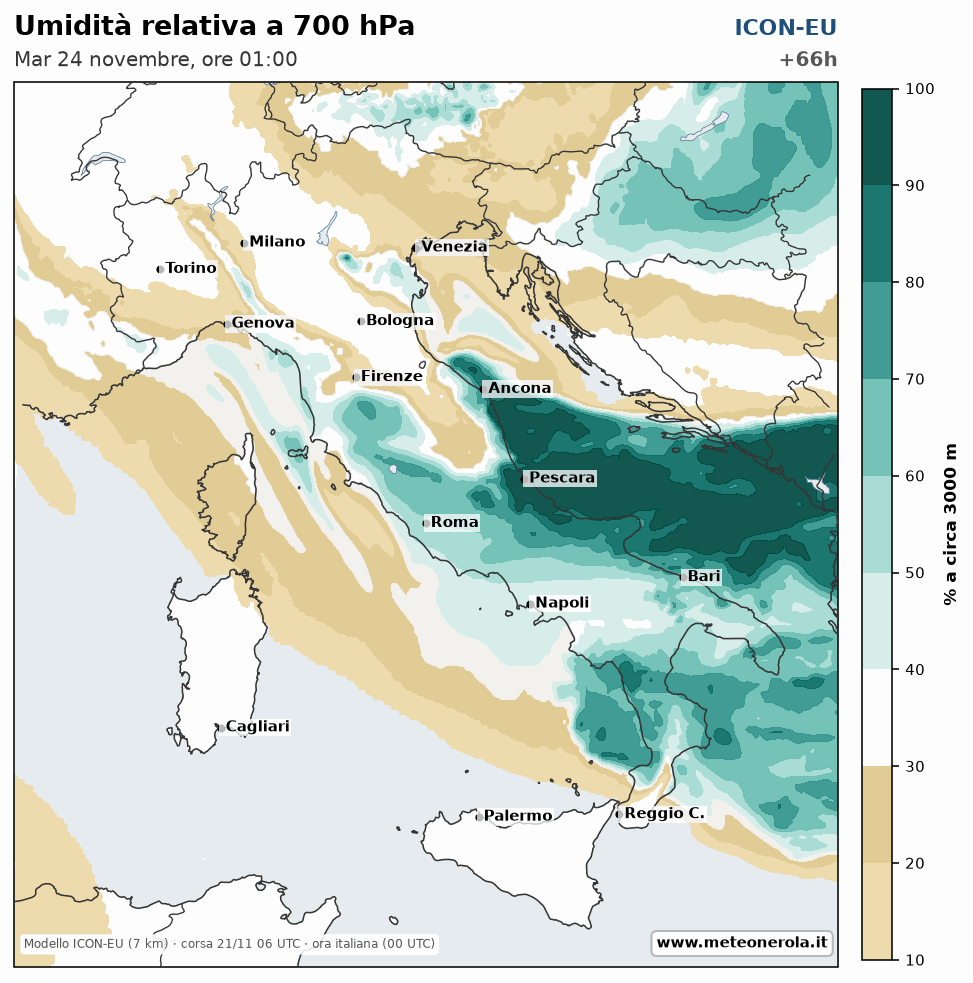 Umidità relativa a 700 hPa
ICON-EU
Mar 24 novembre, ore 01:00
+66h
Milano
Venezia
Torino
Genova
Bologna
Firenze
Ancona
Pescara
Roma
Bari
Napoli
Cagliari
Palermo
Reggio C.
Modello ICON-EU (7 km) · corsa 21/11 06 UTC · ora italiana (00 UTC)
www.meteonerola.it
100
90
80
70
60
50
40
30
20
10
% a circa 3000 m